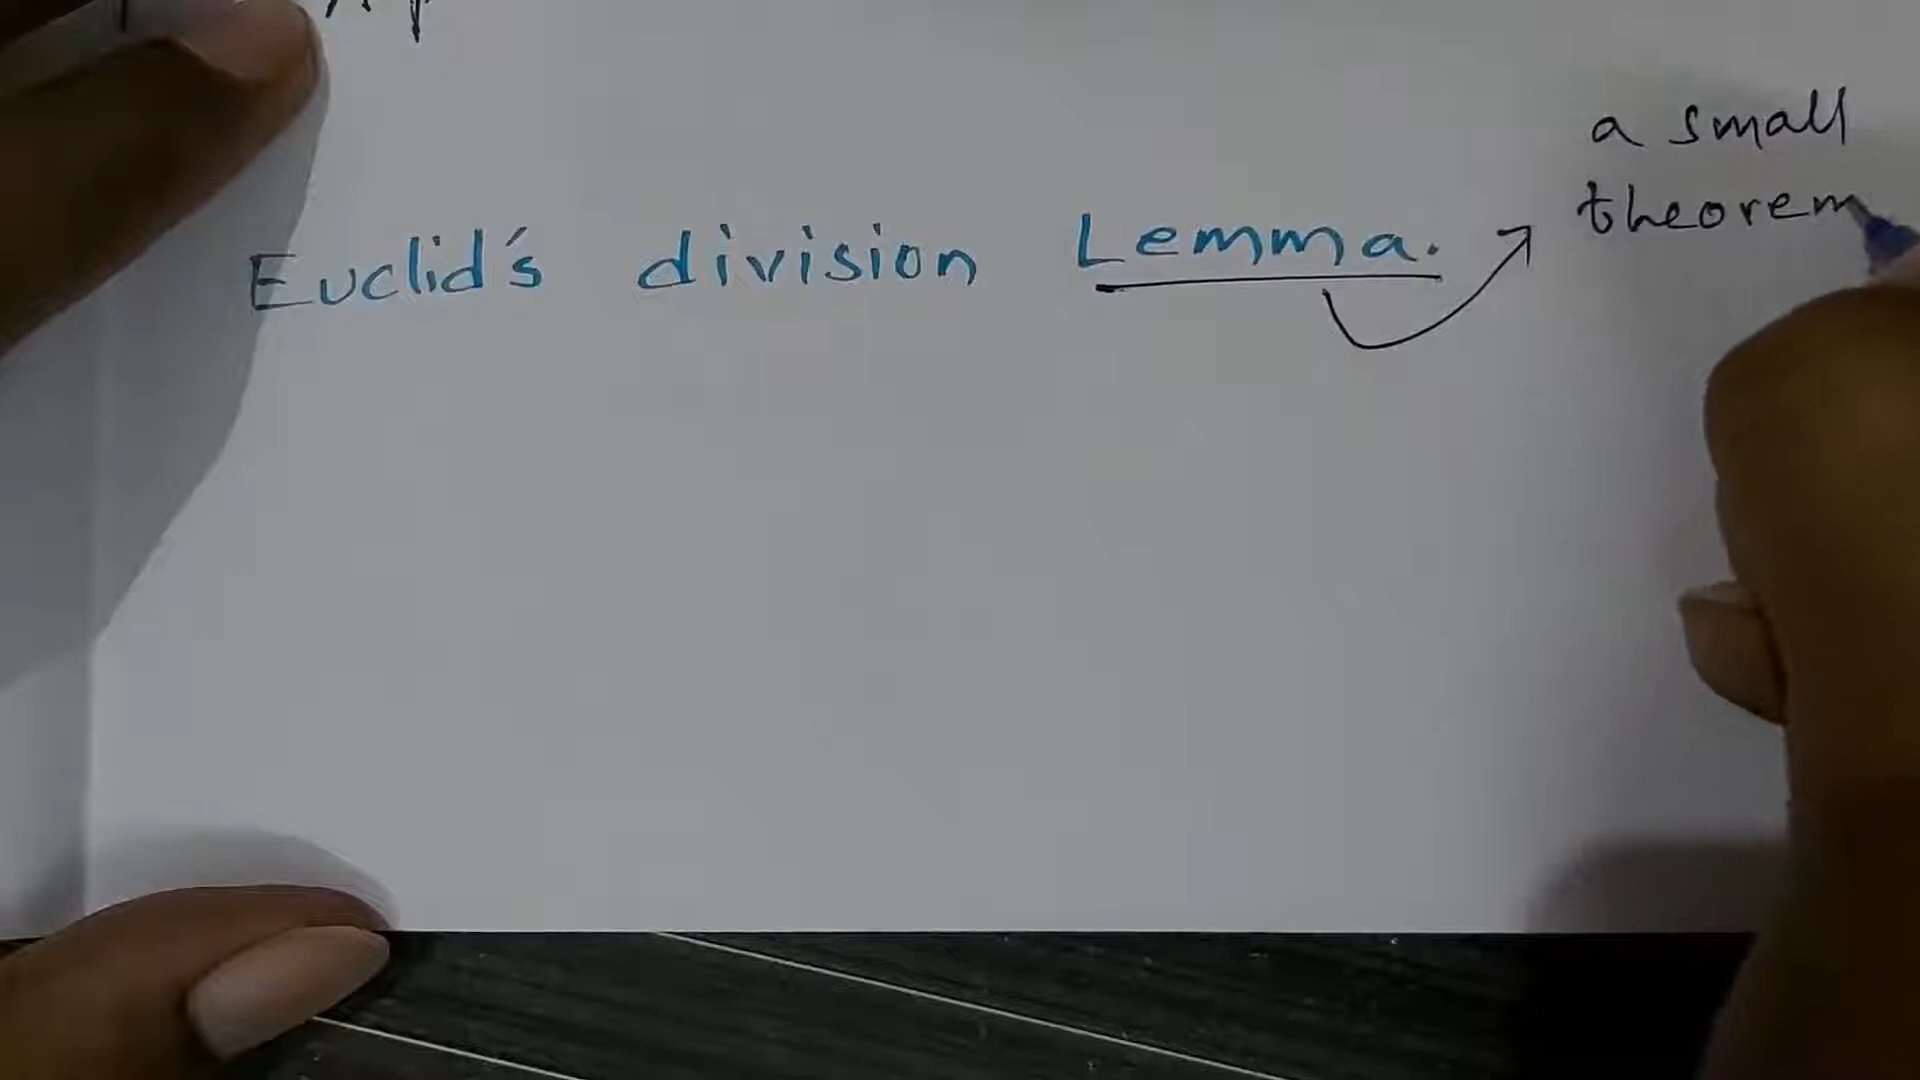 Euclid's division Lemma.
a small
theorem